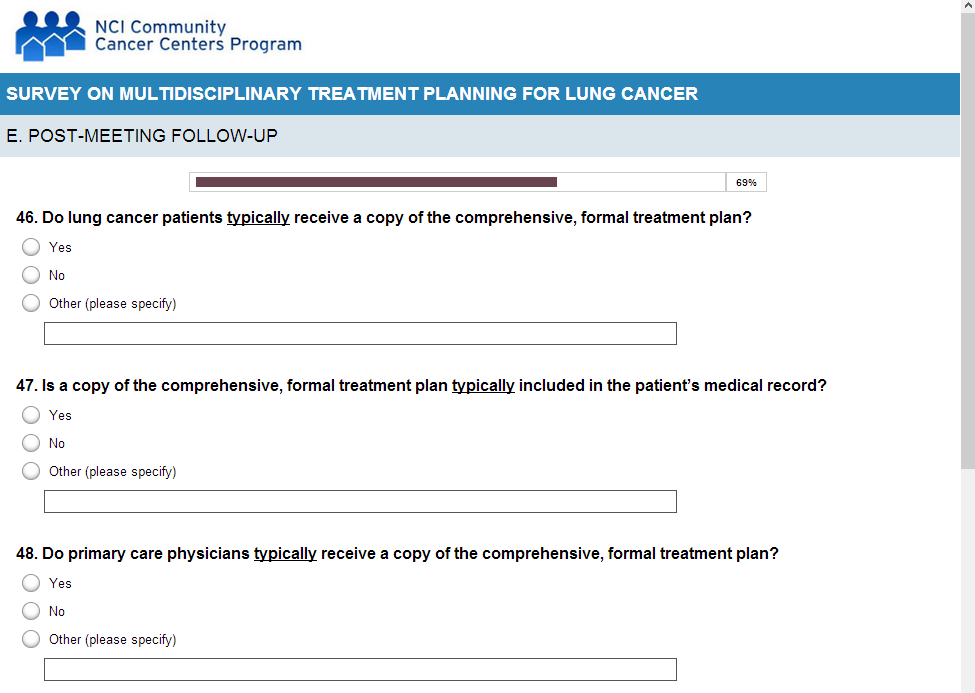 NCI Community
Cancer Centers Program
SURVEY ON MULTIDISCIPLINARY TREATMENT PLANNING FOR LUNG CANCER
E. POST-MEETING FOLLOW-UP
69%
46. Do lung cancer patients typically receive a copy of the comprehensive, formal treatment plan?
Yes
No
Other (please specify)
47. Is a copy of the comprehensive, formal treatment plan typically included in the patient’s medical record?
Yes
No
Other (please specify)
48. Do primary care physicians typically receive a copy of the comprehensive, formal treatment plan?
Yes
No
Other (please specify)